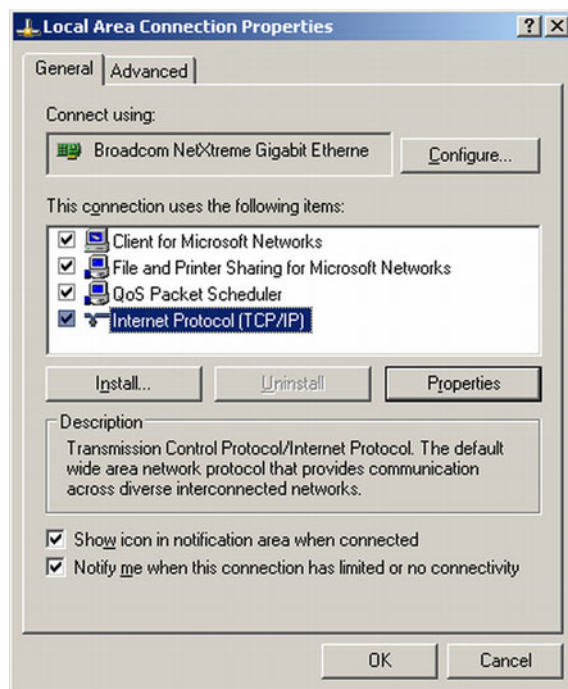 Local Area Connection Properties
General
Advanced
Connect using:
Broadcom NetXtreme Gigabit Etherne
Configure...
This connection uses the following items:
Client for Microsoft Networks
File and Printer Sharing for Microsoft Networks
QoS Packet Scheduler
Internet Protocol (TCP/IP)
Install...
Uninstall
Properties
Description
Transmission Control Protocol/Internet Protocol. The default
wide area network protocol that provides communication
across diverse interconnected networks.
Show icon in notification area when connected
Notify me when this connection has limited or no connectivity
OK
Cancel